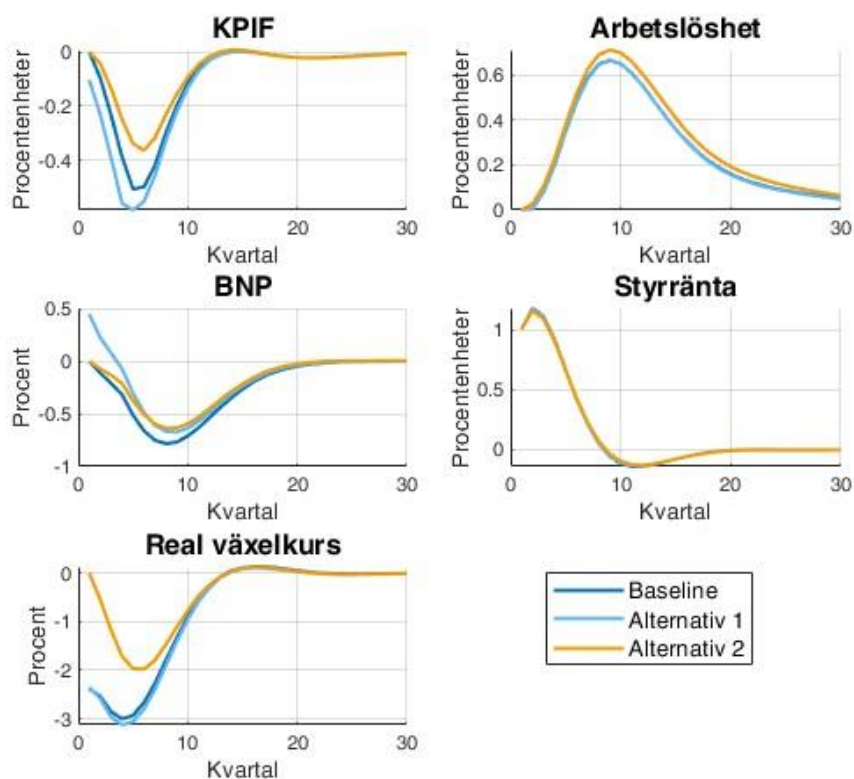 KPIF
0
-0.2
-0.4
Procentenheter
0 10 20 30
Kvartal
Arbetslöshet
0.6
0.4
0.2
0
Procentenheter
0 10 20 30
Kvartal
BNP
0.5
0
-0.5
-1
Procent
0 10 20 30
Kvartal
Styrränta
1
0.5
0
Procentenheter
0 10 20 30
Kvartal
Real växelkurs
0
-1
-2
-3
Procent
0 10 20 30
Kvartal
Baseline
Alternativ 1
Alternativ 2